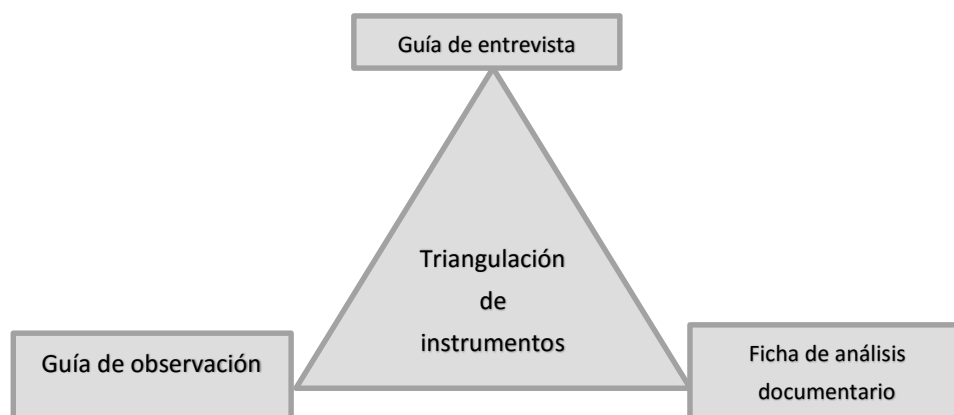 Guía de entrevista
Triangulación
de
instrumentos
Guía de observación
Ficha de análisis
documentario